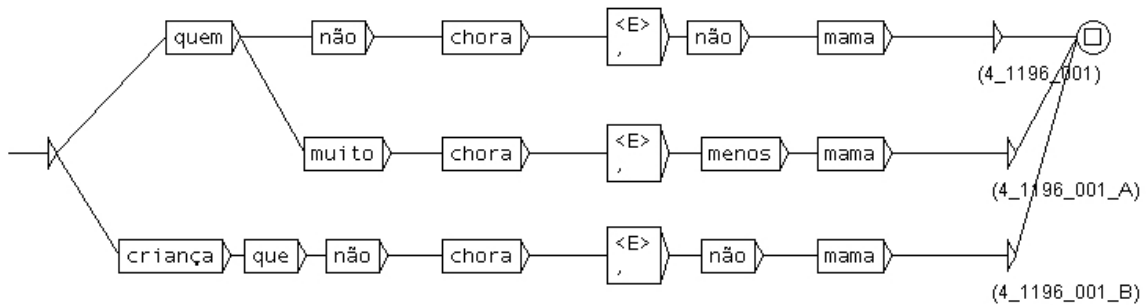 quem não chora <E> , não mama
(4_1196_001)
muito chora <E> , menos mama
(4_1196_001_A)
criança que não chora <E> , não mama
(4_1196_001_B)